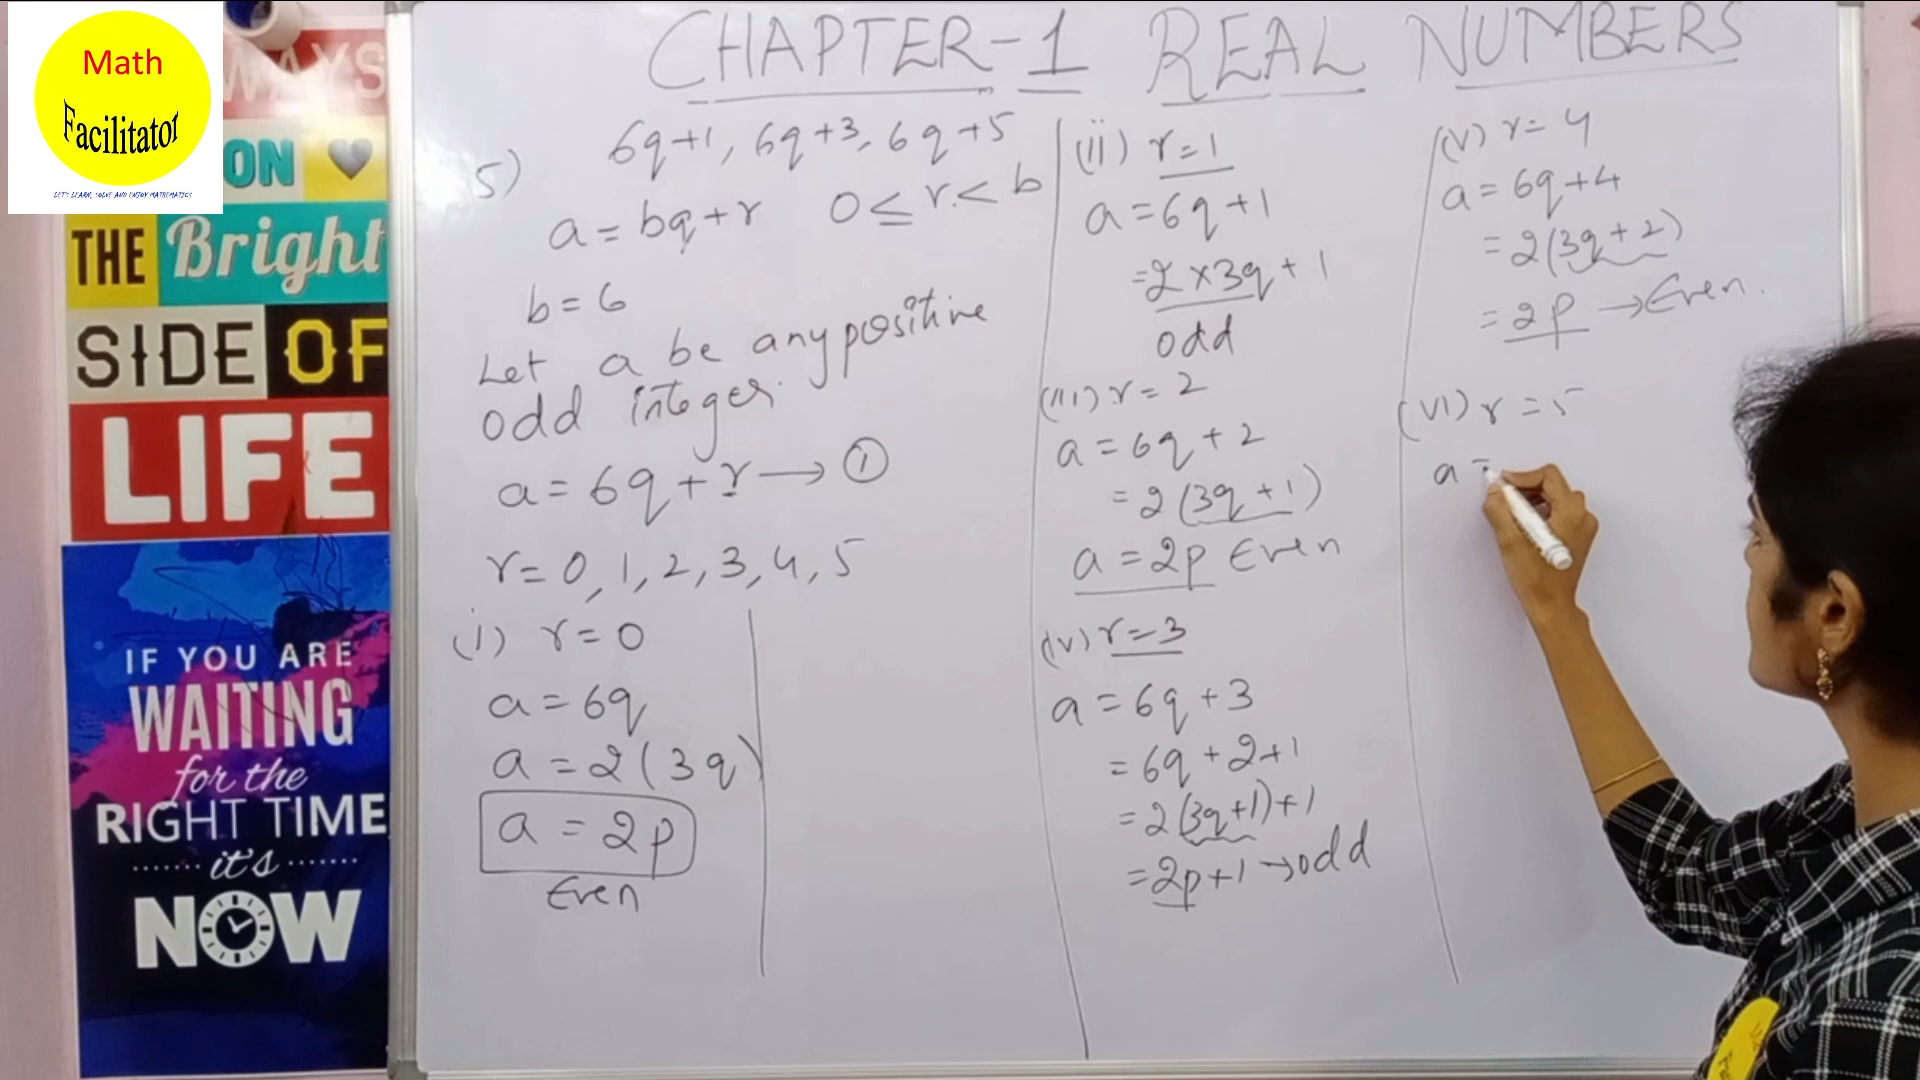 Math
Facilitator
LET'S LEARN, SOLVE AND ENJOY MATHEMATICS
WAYS
ON
THE Bright
SIDE OF
LIFE
IF YOU ARE
WAITING
for the
RIGHT TIME
it's
NOW
CHAPTER-1 REAL NUMBERS
5) 6q+1, 6q+3, 6q+5
a = bq+r 0 ≤ r < b
b = 6
Let a be any positive
odd integer.
a = 6q + r → ①
r = 0, 1, 2, 3, 4, 5
(i) r = 0
a = 6q
a = 2(3q)
a = 2p
Even
(ii) r = 1
a = 6q + 1
= 2 × 3q + 1
odd
(iii) r = 2
a = 6q + 2
= 2(3q + 1)
a = 2p Even
(iv) r = 3
a = 6q + 3
= 6q + 2 + 1
= 2(3q+1)+1
= 2p+1 → odd
(v) r = 4
a = 6q+4
= 2(3q+2)
= 2p → Even.
(vi) r = 5
a =